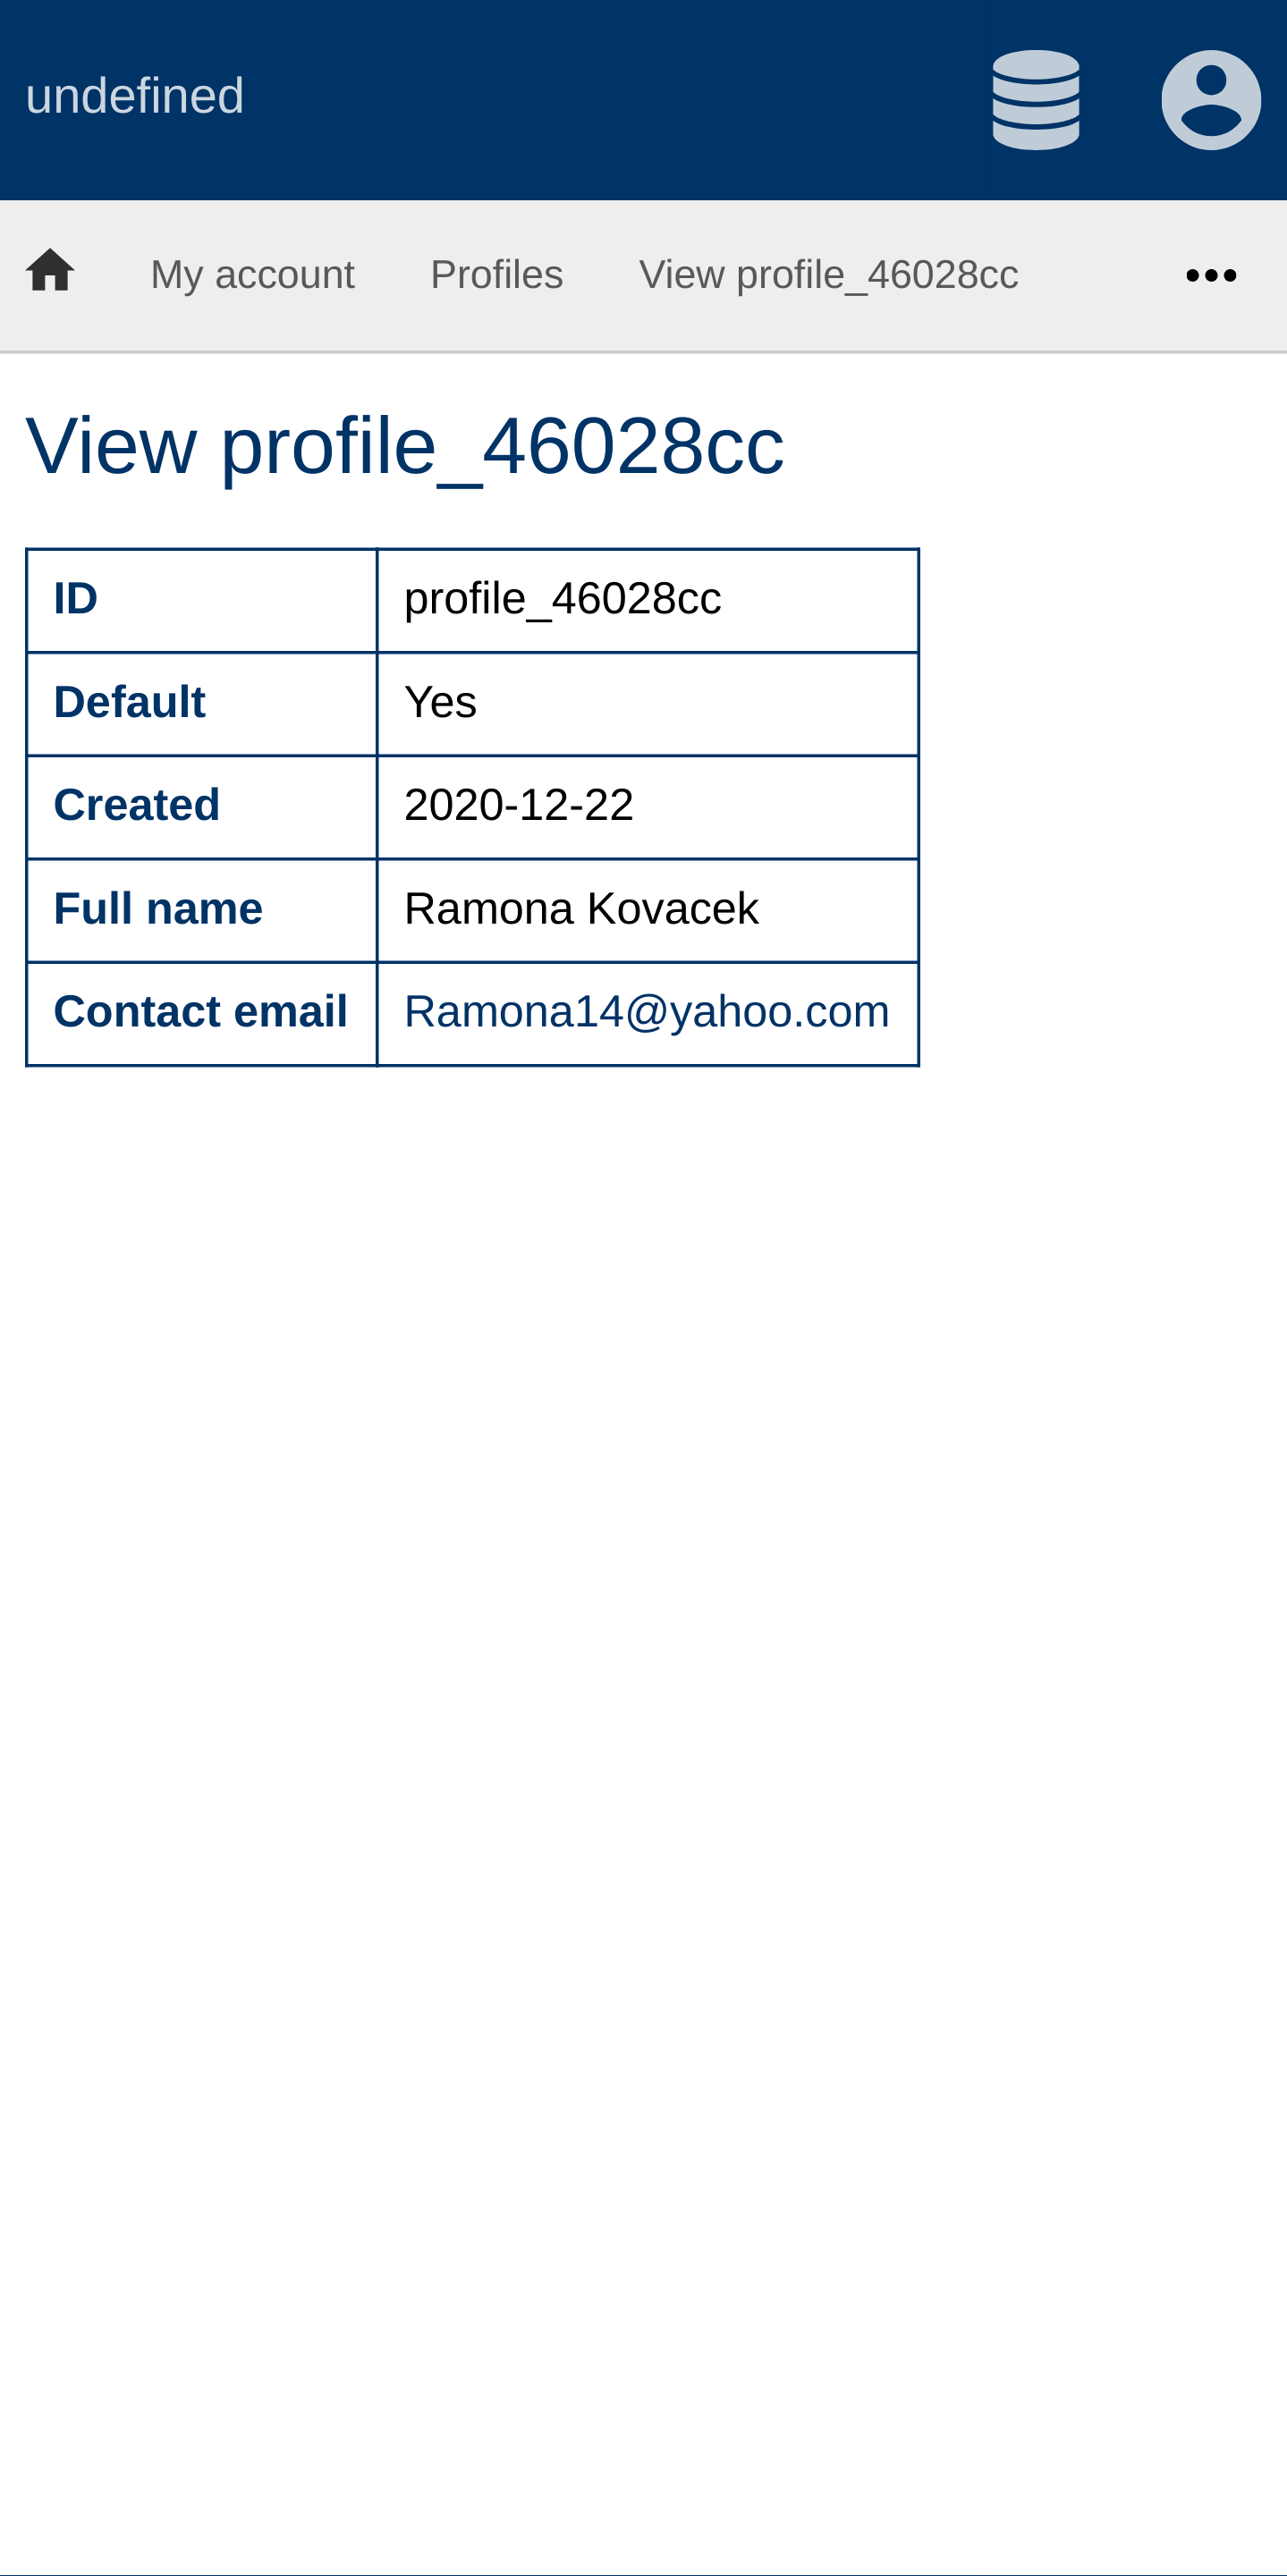 undefined
My account Profiles View profile_46028cc
View profile_46028cc
ID profile_46028cc
Default Yes
Created 2020-12-22
Full name Ramona Kovacek
Contact email Ramona14@yahoo.com